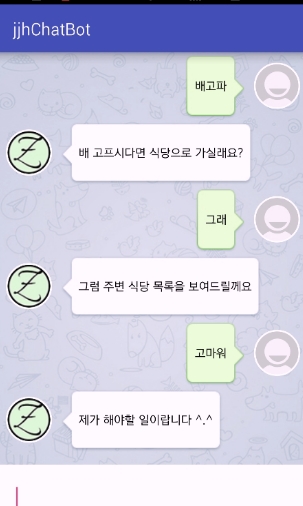 jjhChatBot
배고파
배 고프시다면 식당으로 가실래요?
그래
그럼 주변 식당 목록을 보여드릴께요
고마워
제가 해야할 일이랍니다 ^.^